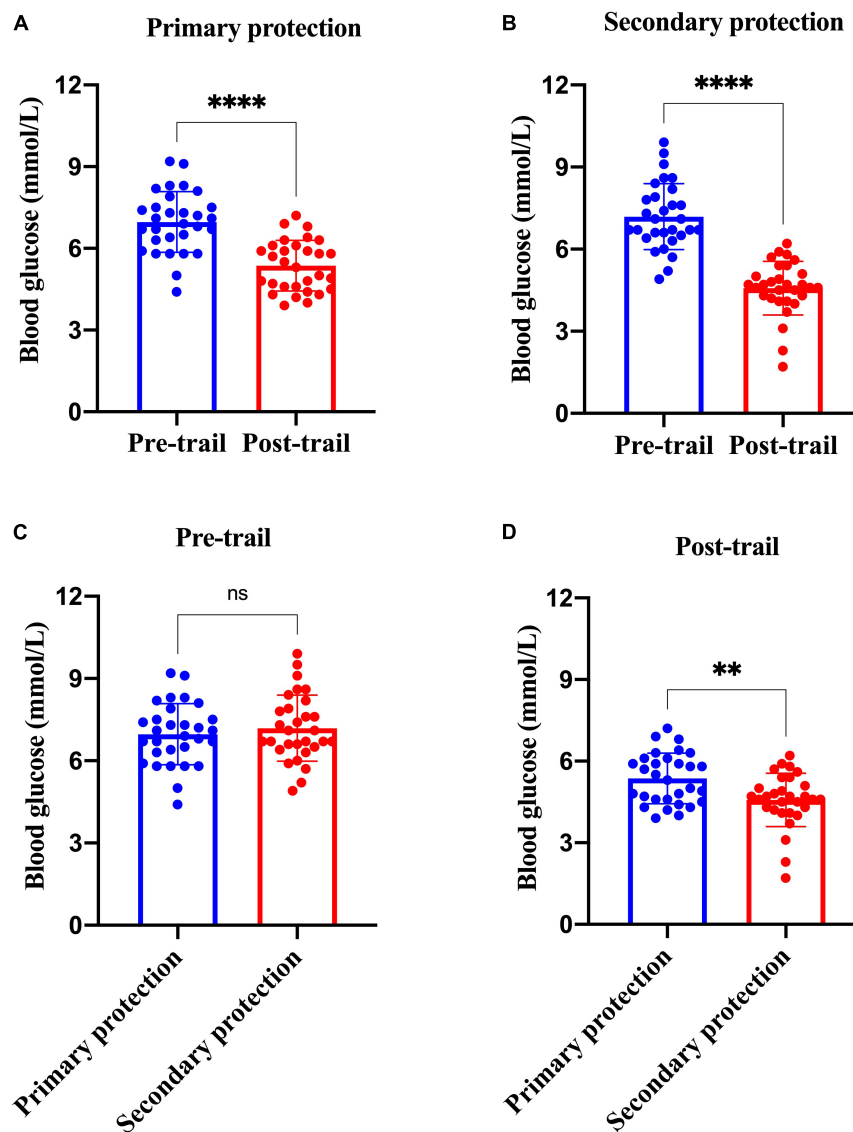 A
Primary protection
Blood glucose (mmol/L)
12
9
6
3
0
****
Pre-trail
Post-trail
B
Secondary protection
Blood glucose (mmol/L)
12
9
6
3
0
****
Pre-trail
Post-trail
C
Pre-trail
Blood glucose (mmol/L)
12
9
6
3
0
ns
Primary protection
Secondary protection
D
Post-trail
Blood glucose (mmol/L)
12
9
6
3
0
**
Primary protection
Secondary protection